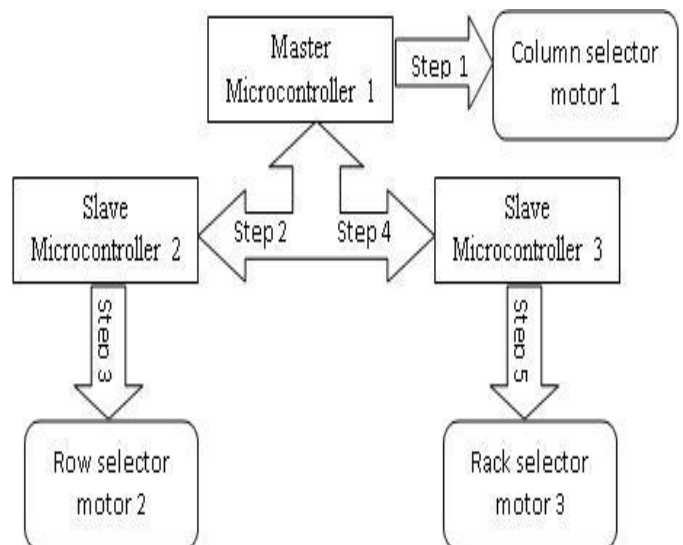 Master
Microcontroller 1
Step 1
Column selector
motor 1
Slave
Microcontroller 2
Step 2
Step 4
Slave
Microcontroller 3
Step 3
Step 5
Row selector
motor 2
Rack selector
motor 3